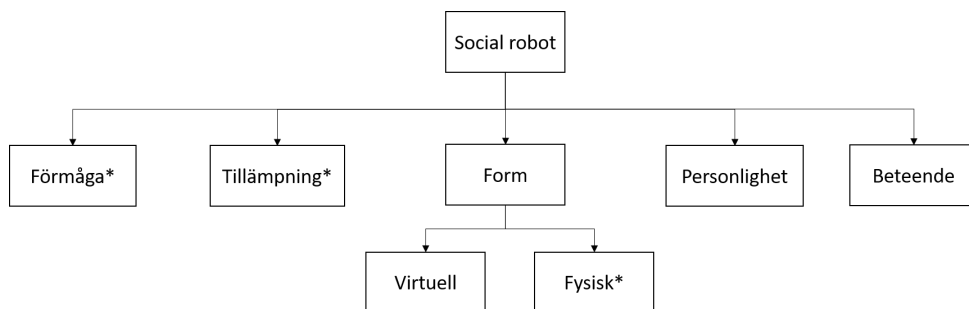 Social robot
Förmåga*
Tillämpning*
Form
Personlighet
Beteende
Virtuell
Fysisk*